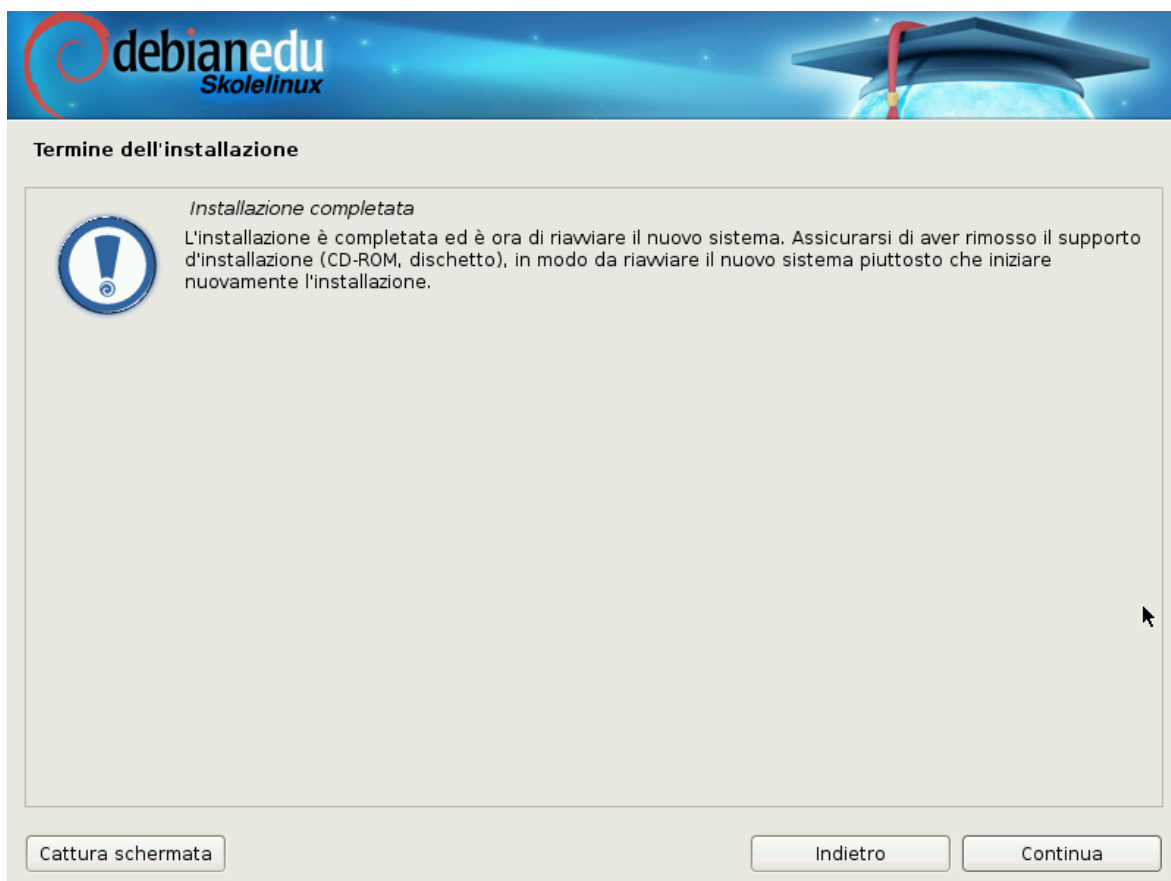 debianedu
Skolelinux
Termine dell'installazione
Installazione completata
L'installazione è completata ed è ora di riavviare il nuovo sistema. Assicurarsi di aver rimosso il supporto
d'installazione (CD-ROM, dischetto), in modo da riavviare il nuovo sistema piuttosto che iniziare
nuovamente l'installazione.
Cattura schermata
Indietro
Continua